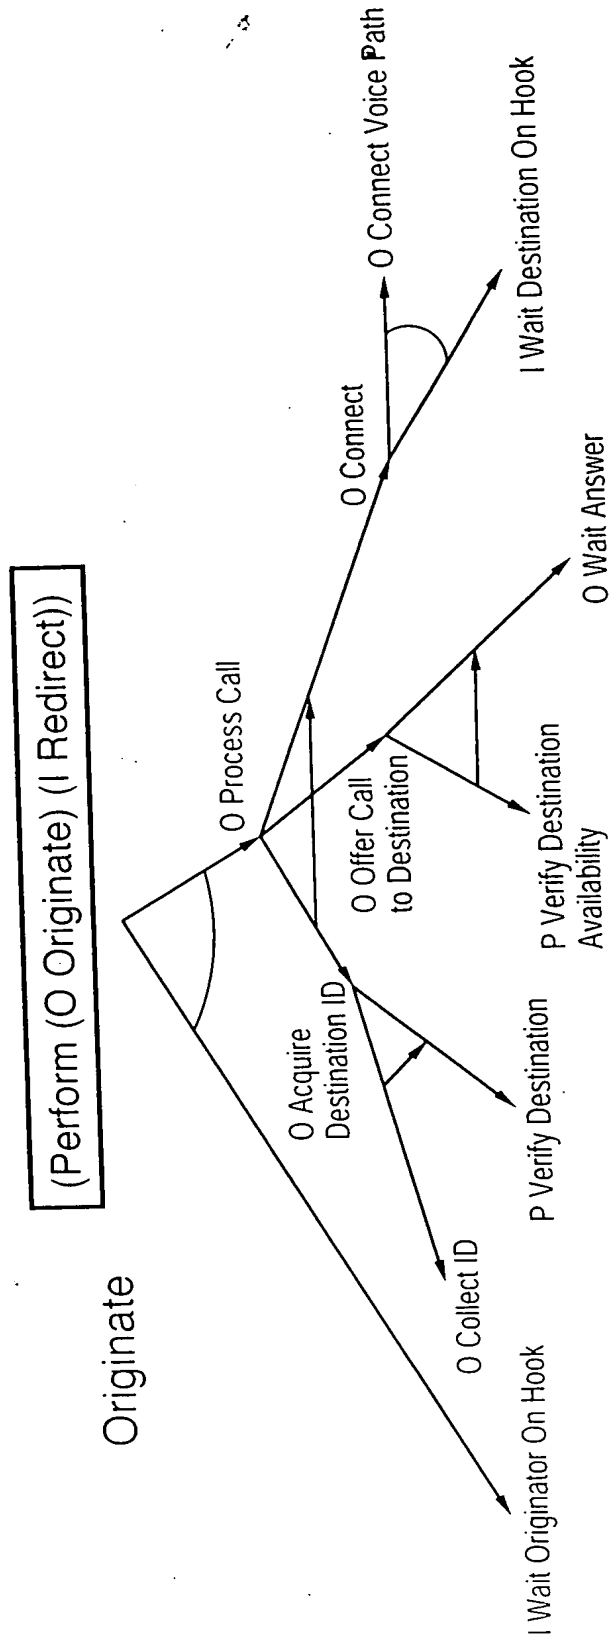 (Perform (O Originate) (I Redirect))
Originate
O Process Call
O Connect
O Connect Voice Path
I Wait Destination On Hook
O Offer Call
to Destination
O Wait Answer
P Verify Destination
Availability
O Acquire
Destination ID
P Verify Destination
O Collect ID
I Wait Originator On Hook